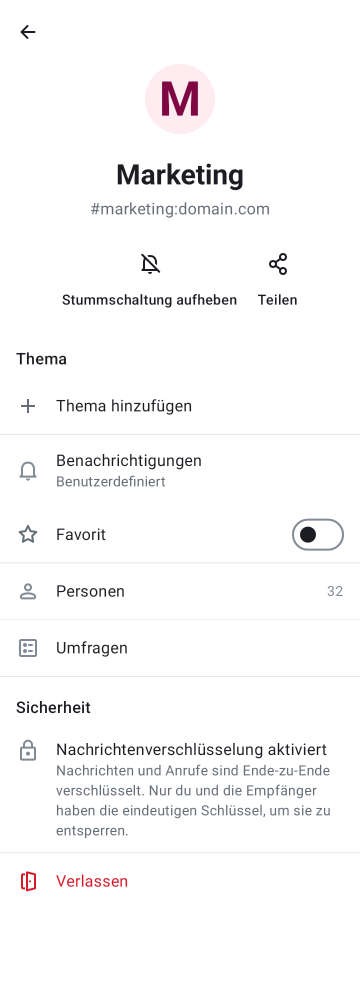 M
Marketing
#marketing:domain.com
Stummschaltung aufheben
Teilen
Thema
Thema hinzufügen
Benachrichtigungen
Benutzerdefiniert
Favorit
Personen
32
Umfragen
Sicherheit
Nachrichtenverschlüsselung aktiviert
Nachrichten und Anrufe sind Ende-zu-Ende
verschlüsselt. Nur du und die Empfänger
haben die eindeutigen Schlüssel, um sie zu
entsperren.
Verlassen